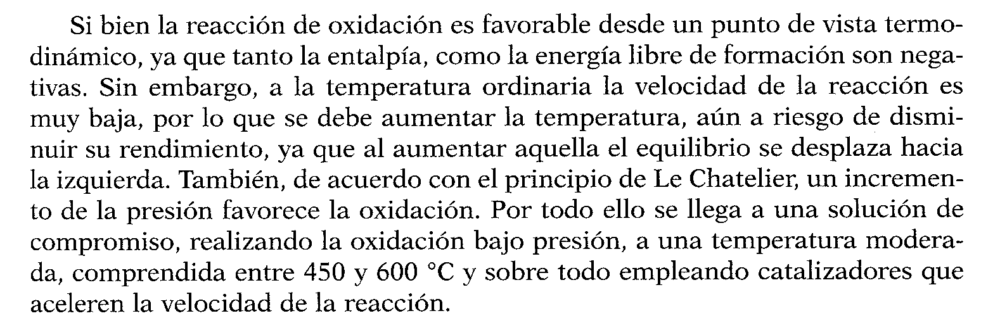 Si bien la reacción de oxidación es favorable desde un punto de vista termo-
dinámico, ya que tanto la entalpía, como la energía libre de formación son nega-
tivas. Sin embargo, a la temperatura ordinaria la velocidad de la reacción es
muy baja, por lo que se debe aumentar la temperatura, aún a riesgo de dismi-
nuir su rendimiento, ya que al aumentar aquella el equilibrio se desplaza hacia
la izquierda. También, de acuerdo con el principio de Le Chatelier, un incremen-
to de la presión favorece la oxidación. Por todo ello se llega a una solución de
compromiso, realizando la oxidación bajo presión, a una temperatura modera-
da, comprendida entre 450 y 600 °C y sobre todo empleando catalizadores que
aceleren la velocidad de la reacción.